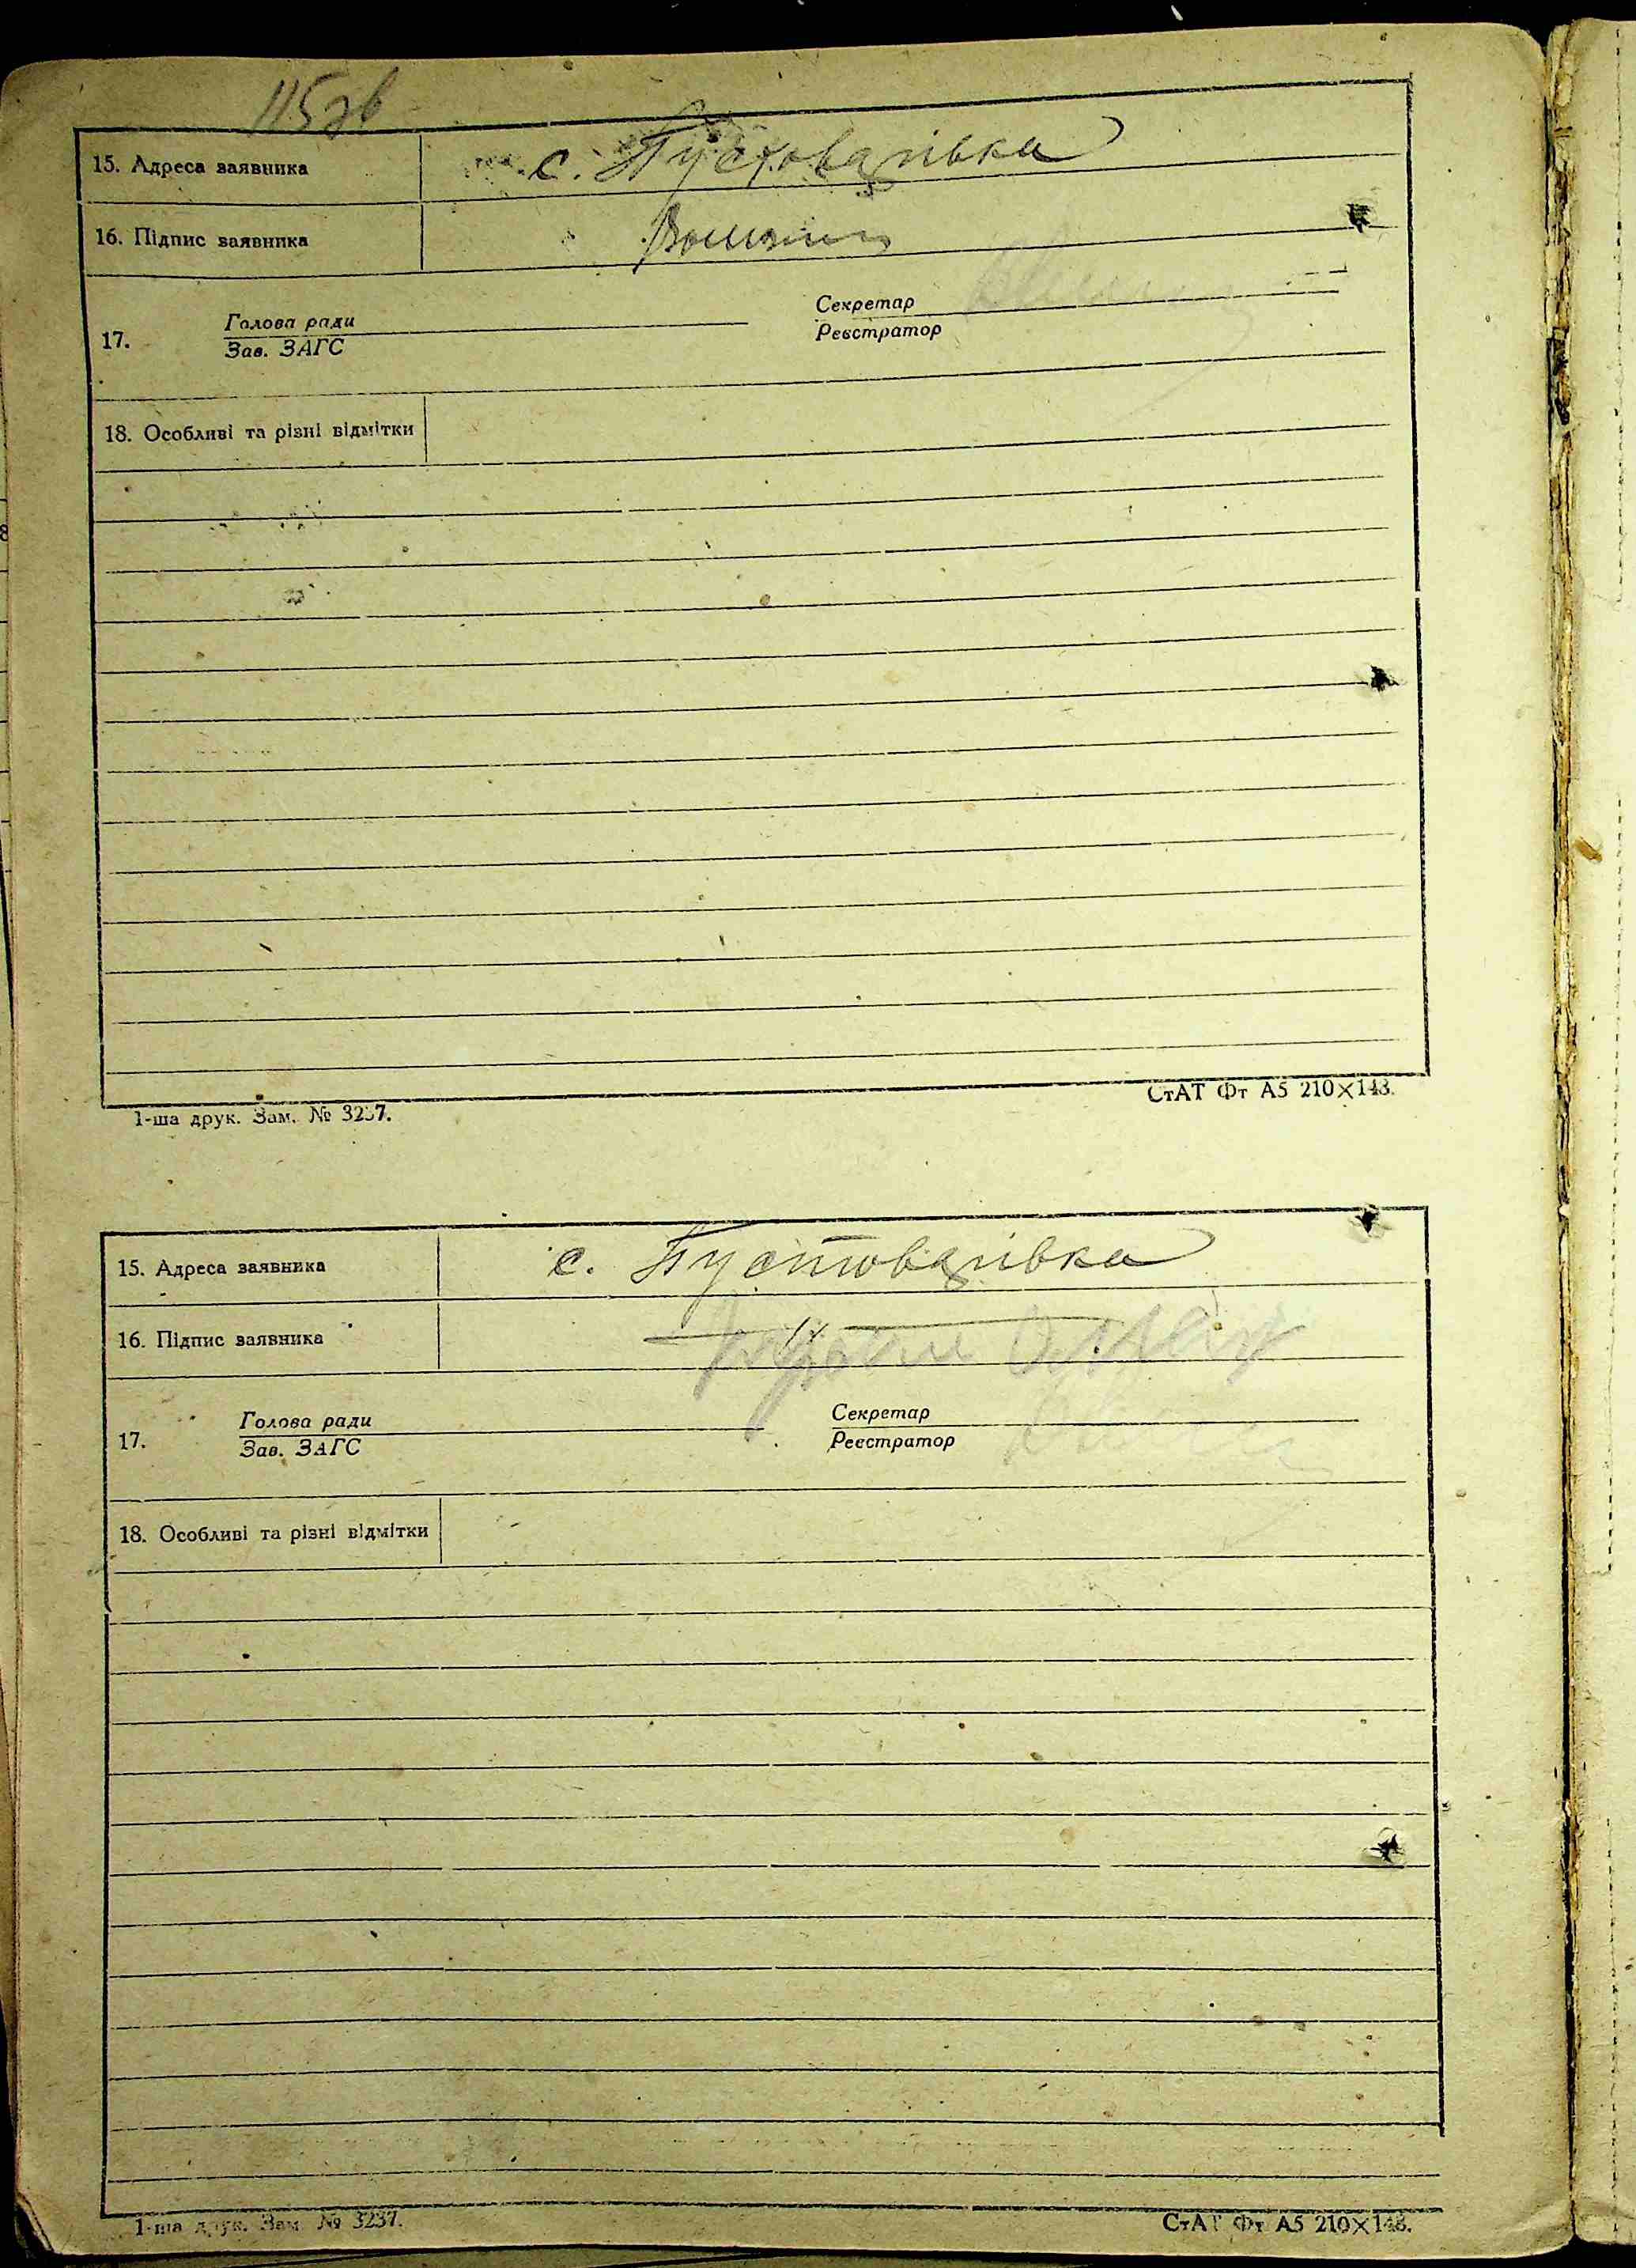 115зв
15. Адреса заявника с. Пустоварівка
16. Підпис заявника
Секретар
Голова ради
17.
Реєстратор
Зав. ЗАГС
18. Особливі та різні відмітки
СтАТ Фт А5 210×148.
1-ша друк. Зам. № 3237.
15. Адреса заявника с. Пустоварівка
16. Підпис заявника
Секретар
Голова ради
17.
Реєстратор
Зав. ЗАГС
18. Особливі та різні відмітки
1-ша друк. Зам. № 3237.
СтАТ Фт А5 210×148.